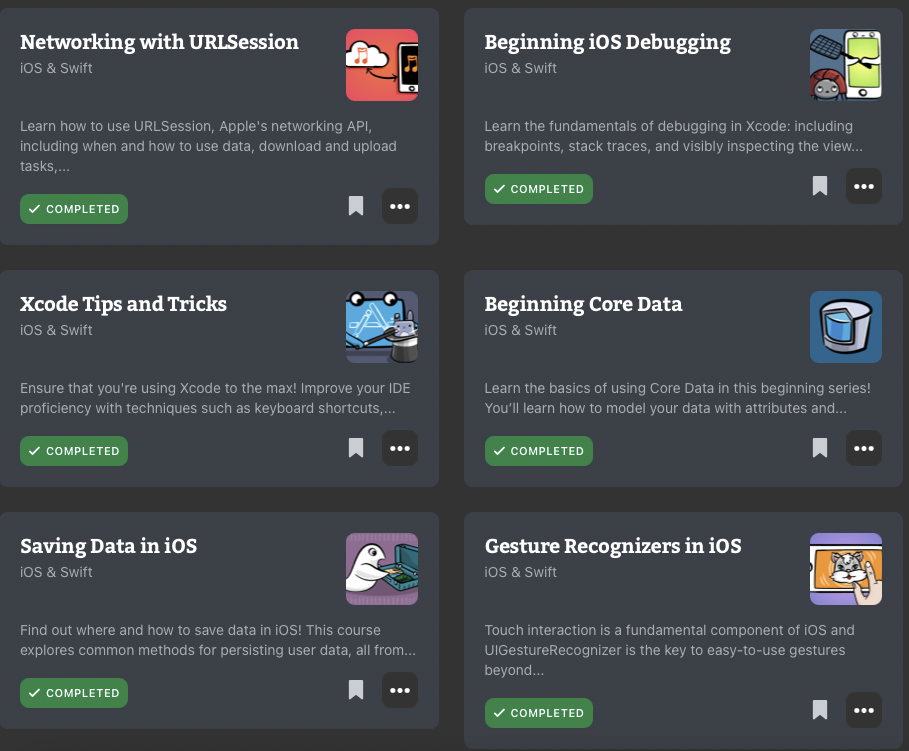 Networking with URLSession
iOS & Swift
Learn how to use URLSession, Apple's networking API,
including when and how to use data, download and upload
tasks,...
COMPLETED
Beginning iOS Debugging
iOS & Swift
Learn the fundamentals of debugging in Xcode: including
breakpoints, stack traces, and visibly inspecting the view...
COMPLETED
Xcode Tips and Tricks
iOS & Swift
Ensure that you're using Xcode to the max! Improve your IDE
proficiency with techniques such as keyboard shortcuts,...
COMPLETED
Beginning Core Data
iOS & Swift
Learn the basics of using Core Data in this beginning series!
You’ll learn how to model your data with attributes and...
COMPLETED
Saving Data in iOS
iOS & Swift
Find out where and how to save data in iOS! This course
explores common methods for persisting user data, all from...
COMPLETED
Gesture Recognizers in iOS
iOS & Swift
Touch interaction is a fundamental component of iOS and
UIGestureRecognizer is the key to easy-to-use gestures
beyond...
COMPLETED